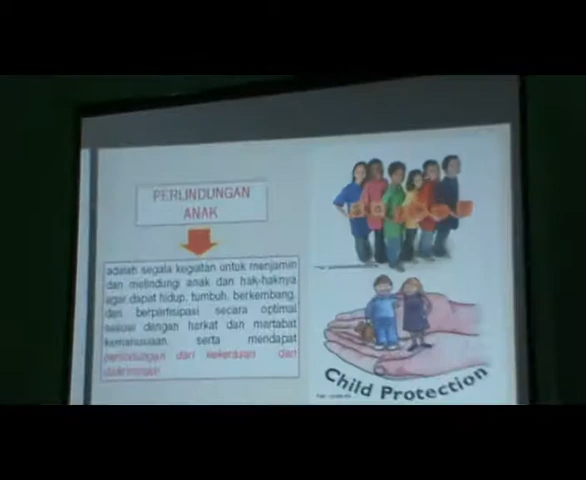 PERLINDUNGAN
ANAK
adalah segala kegiatan untuk menjamin
dan melindungi anak dan hak-haknya
agar dapat hidup, tumbuh, berkembang,
dan berpartisipasi secara optimal
sesuai dengan harkat dan martabat
kemanusiaan, serta mendapat
perlindungan dari kekerasan dan
diskriminasi
Child Protection